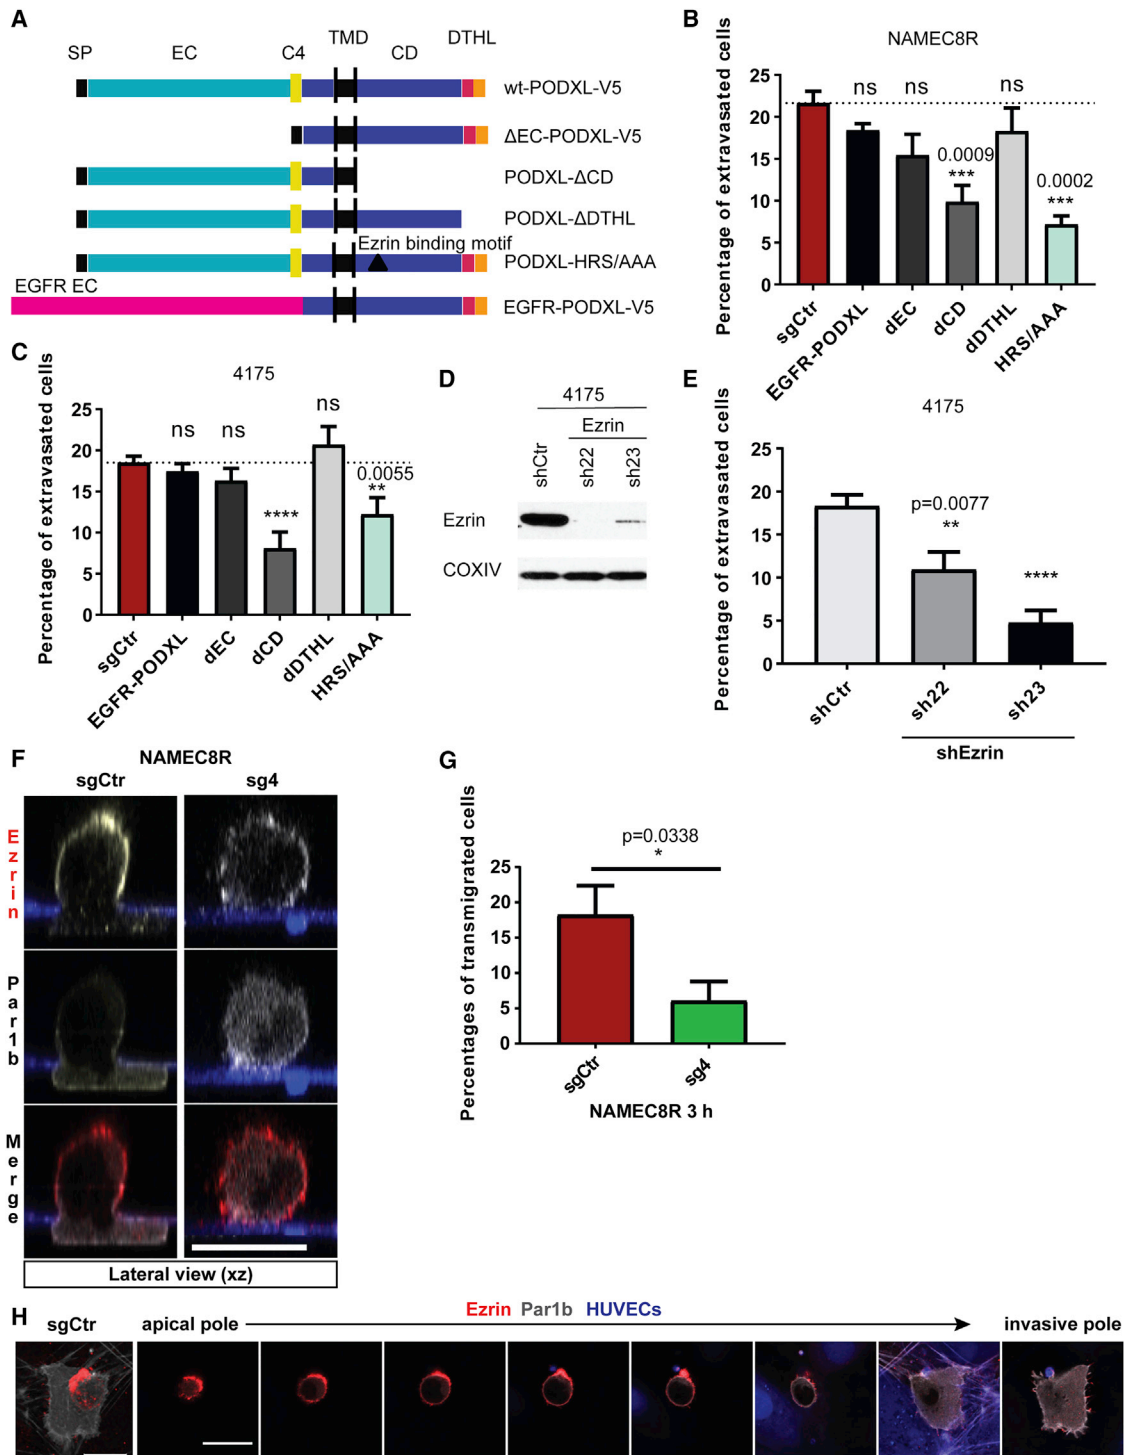 A
SP EC C4 TMD CD DTHL
wt-PODXL-V5
ΔEC-PODXL-V5
PODXL-ΔCD
PODXL-ΔDTHL
Ezrin binding motif
PODXL-HRS/AAA
EGFR EC
EGFR-PODXL-V5
B
NAMEC8R
Percentage of extravasated cells
25
20
15
10
5
0
ns
ns
0.0009
***
ns
0.0002
***
sgCtr
EGFR-PODXL
dEC
dCD
dDTHL
HRS/AAA
C
4175
Percentage of extravasated cells
25
20
15
10
5
0
ns
ns
****
ns
0.0055
**
sgCtr
EGFR-PODXL
dEC
dCD
dDTHL
HRS/AAA
D
4175
Ezrin
shCtr
sh22
sh23
Ezrin
COXIV
E
4175
Percentage of extravasated cells
25
20
15
10
5
0
p=0.0077
**
****
shCtr
sh22
sh23
shEzrin
F
NAMEC8R
sgCtr sg4
Ezrin
Par1b
Merge
Lateral view (xz)
G
Percentages of transmigrated cells
25
20
15
10
5
0
p=0.0338
*
sgCtr
sg4
NAMEC8R 3 h
H
Ezrin Par1b HUVECs
sgCtr apical pole invasive pole